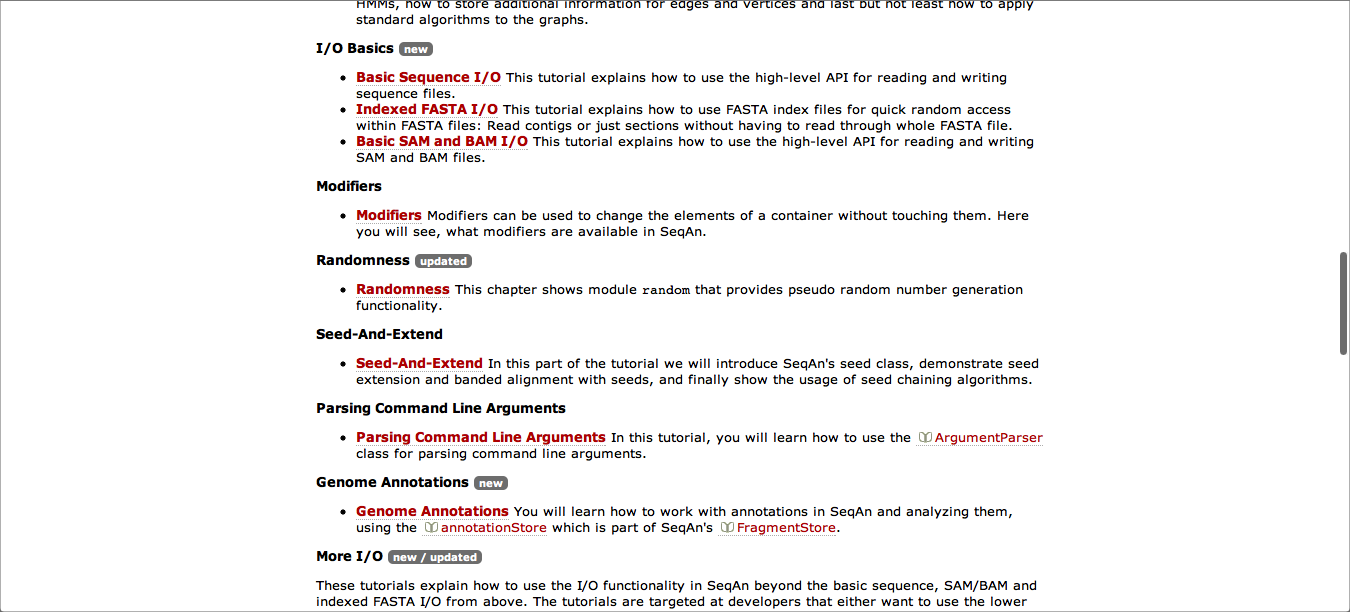 HMMs, how to store additional information for edges and vertices and last but not least how to apply
standard algorithms to the graphs.
I/O Basics new
Basic Sequence I/O This tutorial explains how to use the high-level API for reading and writing
sequence files.
Indexed FASTA I/O This tutorial explains how to use FASTA index files for quick random access
within FASTA files: Read contigs or just sections without having to read through whole FASTA file.
Basic SAM and BAM I/O This tutorial explains how to use the high-level API for reading and writing
SAM and BAM files.
Modifiers
Modifiers Modifiers can be used to change the elements of a container without touching them. Here
you will see, what modifiers are available in SeqAn.
Randomness updated
Randomness This chapter shows module random that provides pseudo random number generation
functionality.
Seed-And-Extend
Seed-And-Extend In this part of the tutorial we will introduce SeqAn's seed class, demonstrate seed
extension and banded alignment with seeds, and finally show the usage of seed chaining algorithms.
Parsing Command Line Arguments
Parsing Command Line Arguments In this tutorial, you will learn how to use the ArgumentParser
class for parsing command line arguments.
Genome Annotations new
Genome Annotations You will learn how to work with annotations in SeqAn and analyzing them,
using the annotationStore which is part of SeqAn's FragmentStore.
More I/O new / updated
These tutorials explain how to use the I/O functionality in SeqAn beyond the basic sequence, SAM/BAM and
indexed FASTA I/O from above. The tutorials are targeted at developers that either want to use the lower